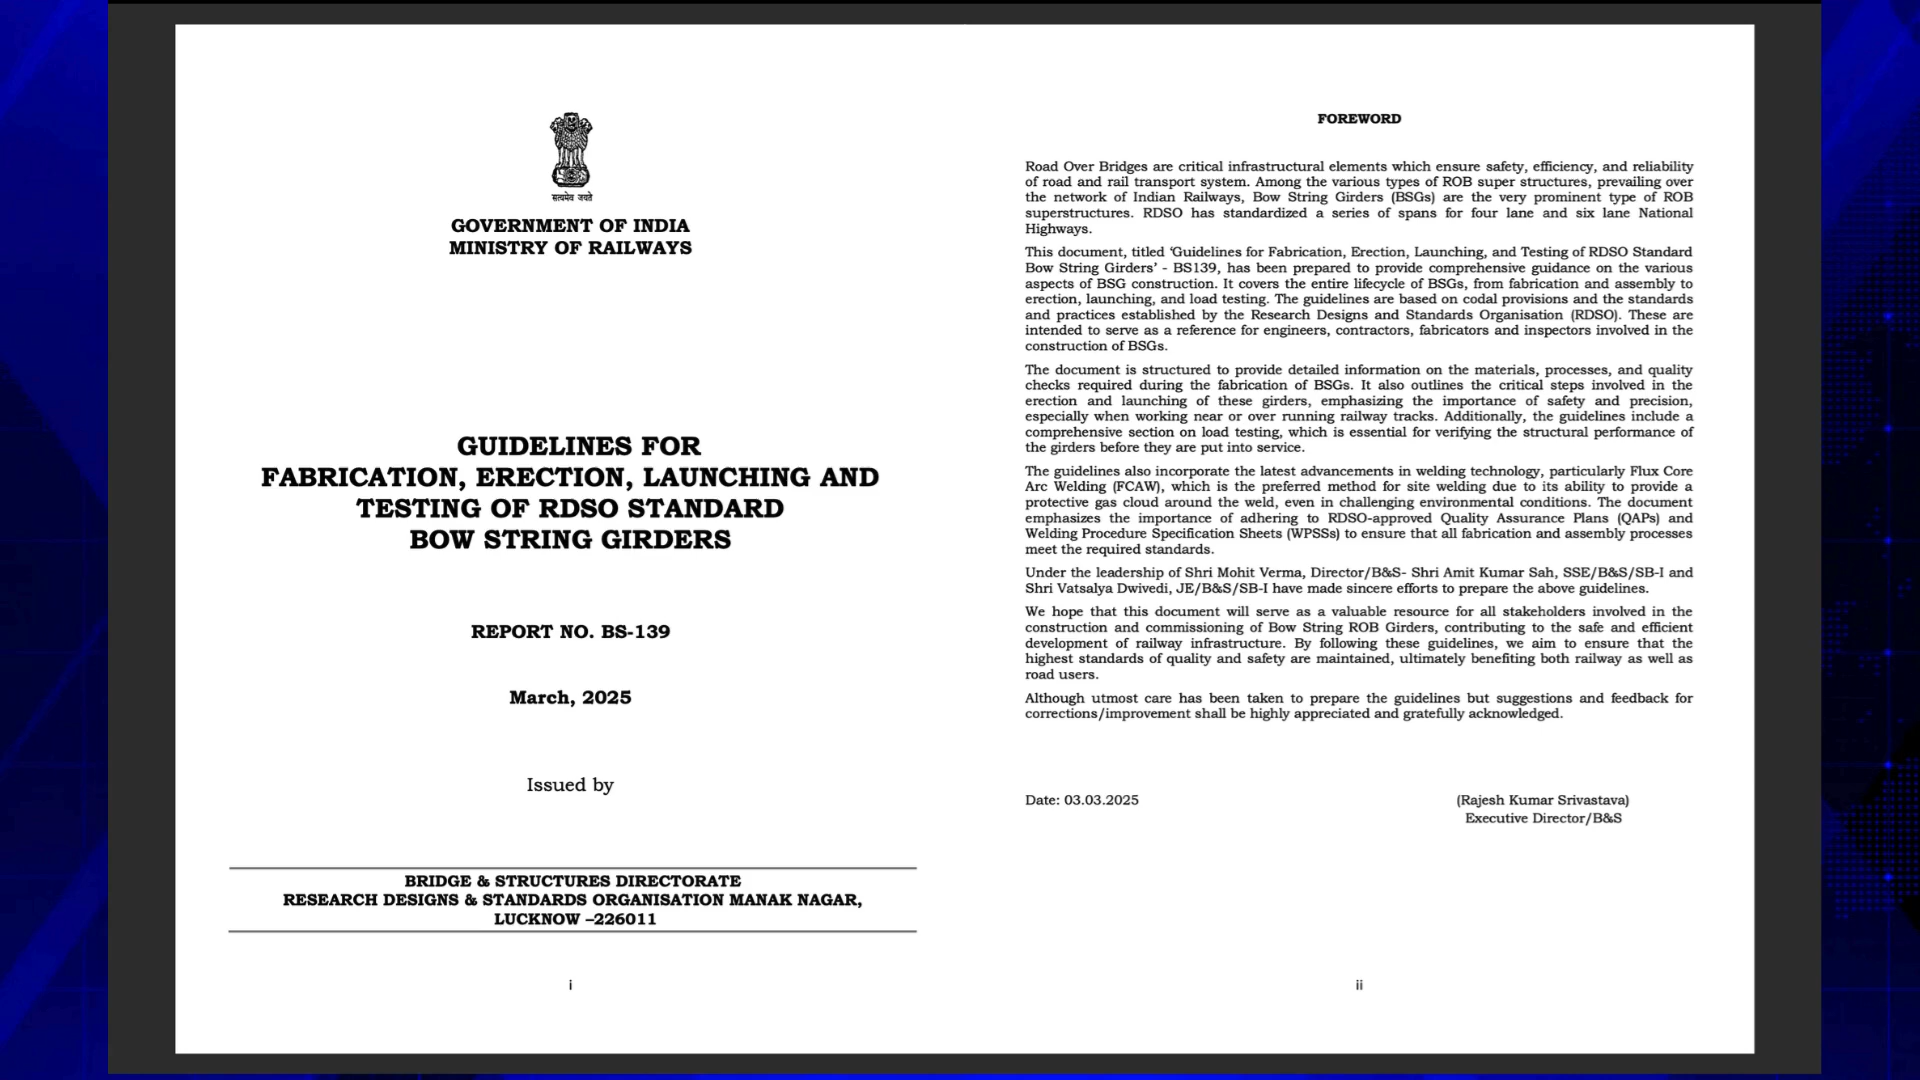 सत्यमेव जयते
GOVERNMENT OF INDIA
MINISTRY OF RAILWAYS
GUIDELINES FOR
FABRICATION, ERECTION, LAUNCHING AND
TESTING OF RDSO STANDARD
BOW STRING GIRDERS
REPORT NO. BS-139
March, 2025
Issued by
BRIDGE & STRUCTURES DIRECTORATE
RESEARCH DESIGNS & STANDARDS ORGANISATION MANAK NAGAR,
LUCKNOW –226011
i
FOREWORD
Road Over Bridges are critical infrastructural elements which ensure safety, efficiency, and reliability
of road and rail transport system. Among the various types of ROB super structures, prevailing over
the network of Indian Railways, Bow String Girders (BSGs) are the very prominent type of ROB
superstructures. RDSO has standardized a series of spans for four lane and six lane National
Highways.
This document, titled ‘Guidelines for Fabrication, Erection, Launching, and Testing of RDSO Standard
Bow String Girders’ - BS139, has been prepared to provide comprehensive guidance on the various
aspects of BSG construction. It covers the entire lifecycle of BSGs, from fabrication and assembly to
erection, launching, and load testing. The guidelines are based on codal provisions and the standards
and practices established by the Research Designs and Standards Organisation (RDSO). These are
intended to serve as a reference for engineers, contractors, fabricators and inspectors involved in the
construction of BSGs.
The document is structured to provide detailed information on the materials, processes, and quality
checks required during the fabrication of BSGs. It also outlines the critical steps involved in the
erection and launching of these girders, emphasizing the importance of safety and precision,
especially when working near or over running railway tracks. Additionally, the guidelines include a
comprehensive section on load testing, which is essential for verifying the structural performance of
the girders before they are put into service.
The guidelines also incorporate the latest advancements in welding technology, particularly Flux Core
Arc Welding (FCAW), which is the preferred method for site welding due to its ability to provide a
protective gas cloud around the weld, even in challenging environmental conditions. The document
emphasizes the importance of adhering to RDSO-approved Quality Assurance Plans (QAPs) and
Welding Procedure Specification Sheets (WPSSs) to ensure that all fabrication and assembly processes
meet the required standards.
Under the leadership of Shri Mohit Verma, Director/B&S- Shri Amit Kumar Sah, SSE/B&S/SB-I and
Shri Vatsalya Dwivedi, JE/B&S/SB-I have made sincere efforts to prepare the above guidelines.
We hope that this document will serve as a valuable resource for all stakeholders involved in the
construction and commissioning of Bow String ROB Girders, contributing to the safe and efficient
development of railway infrastructure. By following these guidelines, we aim to ensure that the
highest standards of quality and safety are maintained, ultimately benefiting both railway as well as
road users.
Although utmost care has been taken to prepare the guidelines but suggestions and feedback for
corrections/improvement shall be highly appreciated and gratefully acknowledged.
Date: 03.03.2025
(Rajesh Kumar Srivastava)
Executive Director/B&S
ii